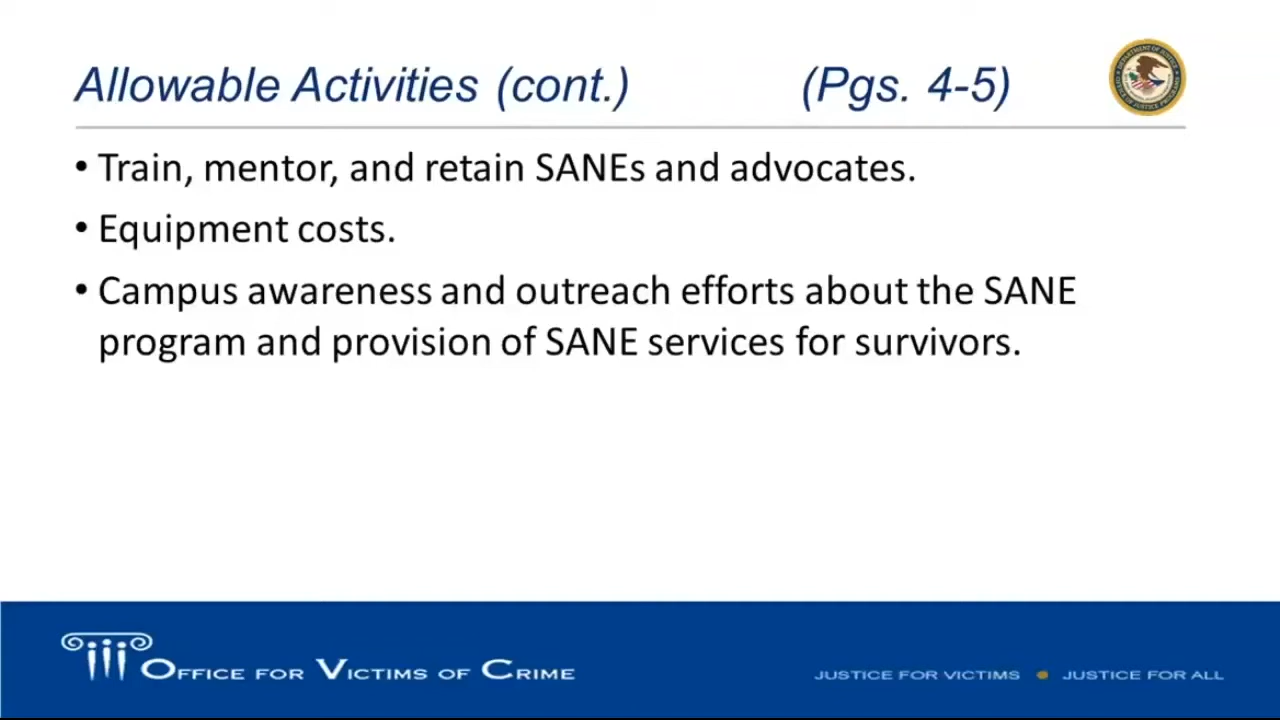 Allowable Activities (cont.) (Pgs. 4-5)
• Train, mentor, and retain SANEs and advocates.
• Equipment costs.
• Campus awareness and outreach efforts about the SANE
program and provision of SANE services for survivors.
OFFICE FOR VICTIMS OF CRIME
JUSTICE FOR VICTIMS • JUSTICE FOR ALL